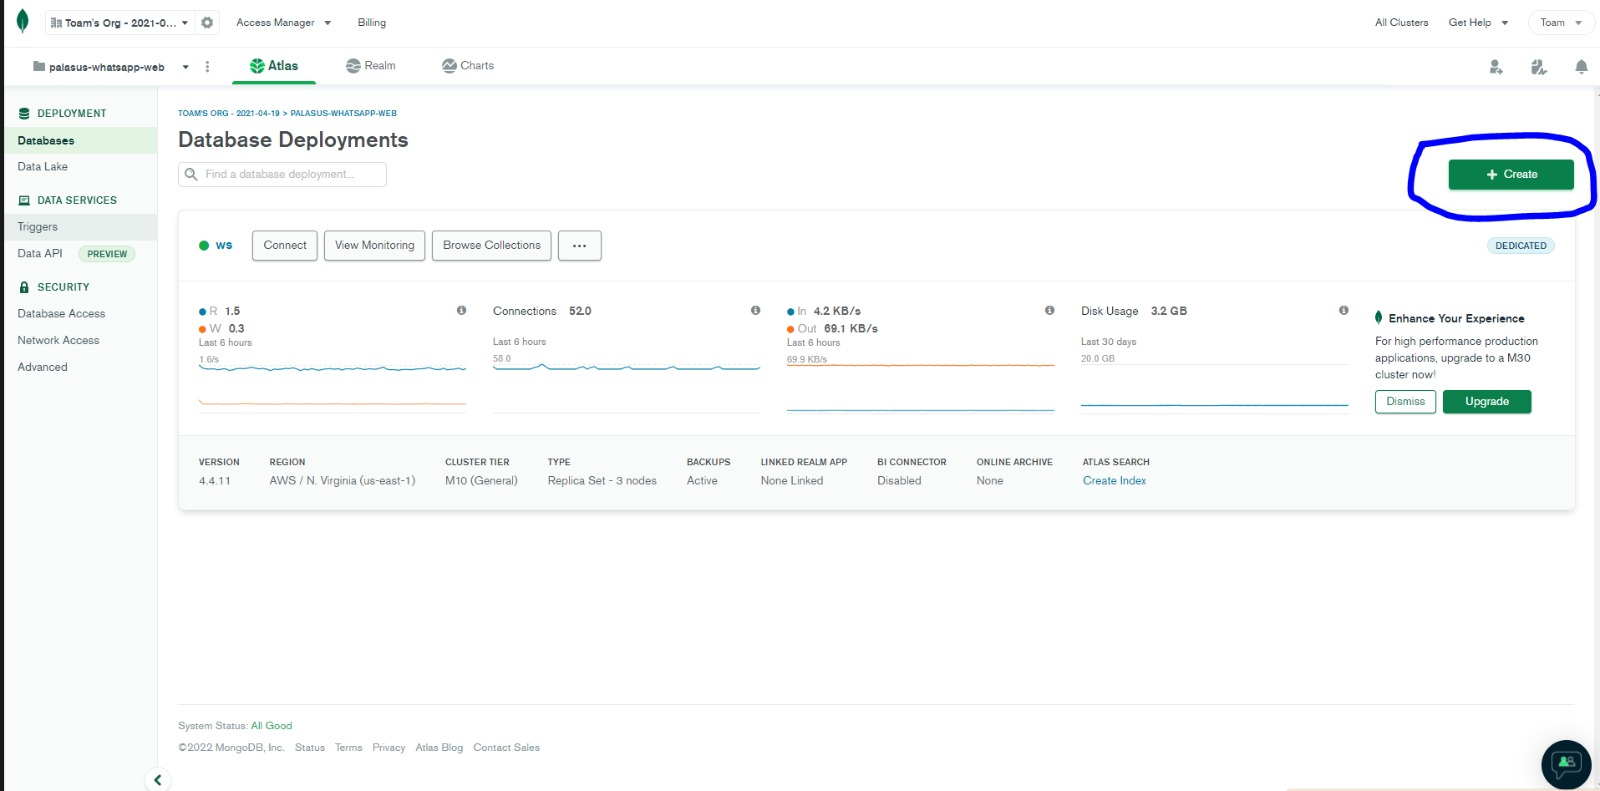 Toam's Org - 2021-0...
Access Manager
Billing
All Clusters
Get Help
Toam
palasus-whatsapp-web
Atlas
Realm
Charts
DEPLOYMENT
Databases
Data Lake
DATA SERVICES
Triggers
Data API PREVIEW
SECURITY
Database Access
Network Access
Advanced
TOAM'S ORG - 2021-04-19 > PALASUS-WHATSAPP-WEB
Database Deployments
Find a database deployment...
+ Create
ws
Connect
View Monitoring
Browse Collections
...
DEDICATED
R 1.5
W 0.3
Last 6 hours
1.6/s
Connections 52.0
Last 6 hours
58.0
In 4.2 KB/s
Out 69.1 KB/s
Last 6 hours
69.9 KB/s
Disk Usage 3.2 GB
Last 30 days
20.0 GB
Enhance Your Experience
For high performance production
applications, upgrade to a M30
cluster now!
Dismiss
Upgrade
VERSION
4.4.11
REGION
AWS / N. Virginia (us-east-1)
CLUSTER TIER
M10 (General)
TYPE
Replica Set - 3 nodes
BACKUPS
Active
LINKED REALM APP
None Linked
BI CONNECTOR
Disabled
ONLINE ARCHIVE
None
ATLAS SEARCH
Create Index
System Status: All Good
©2022 MongoDB, Inc. Status Terms Privacy Atlas Blog Contact Sales